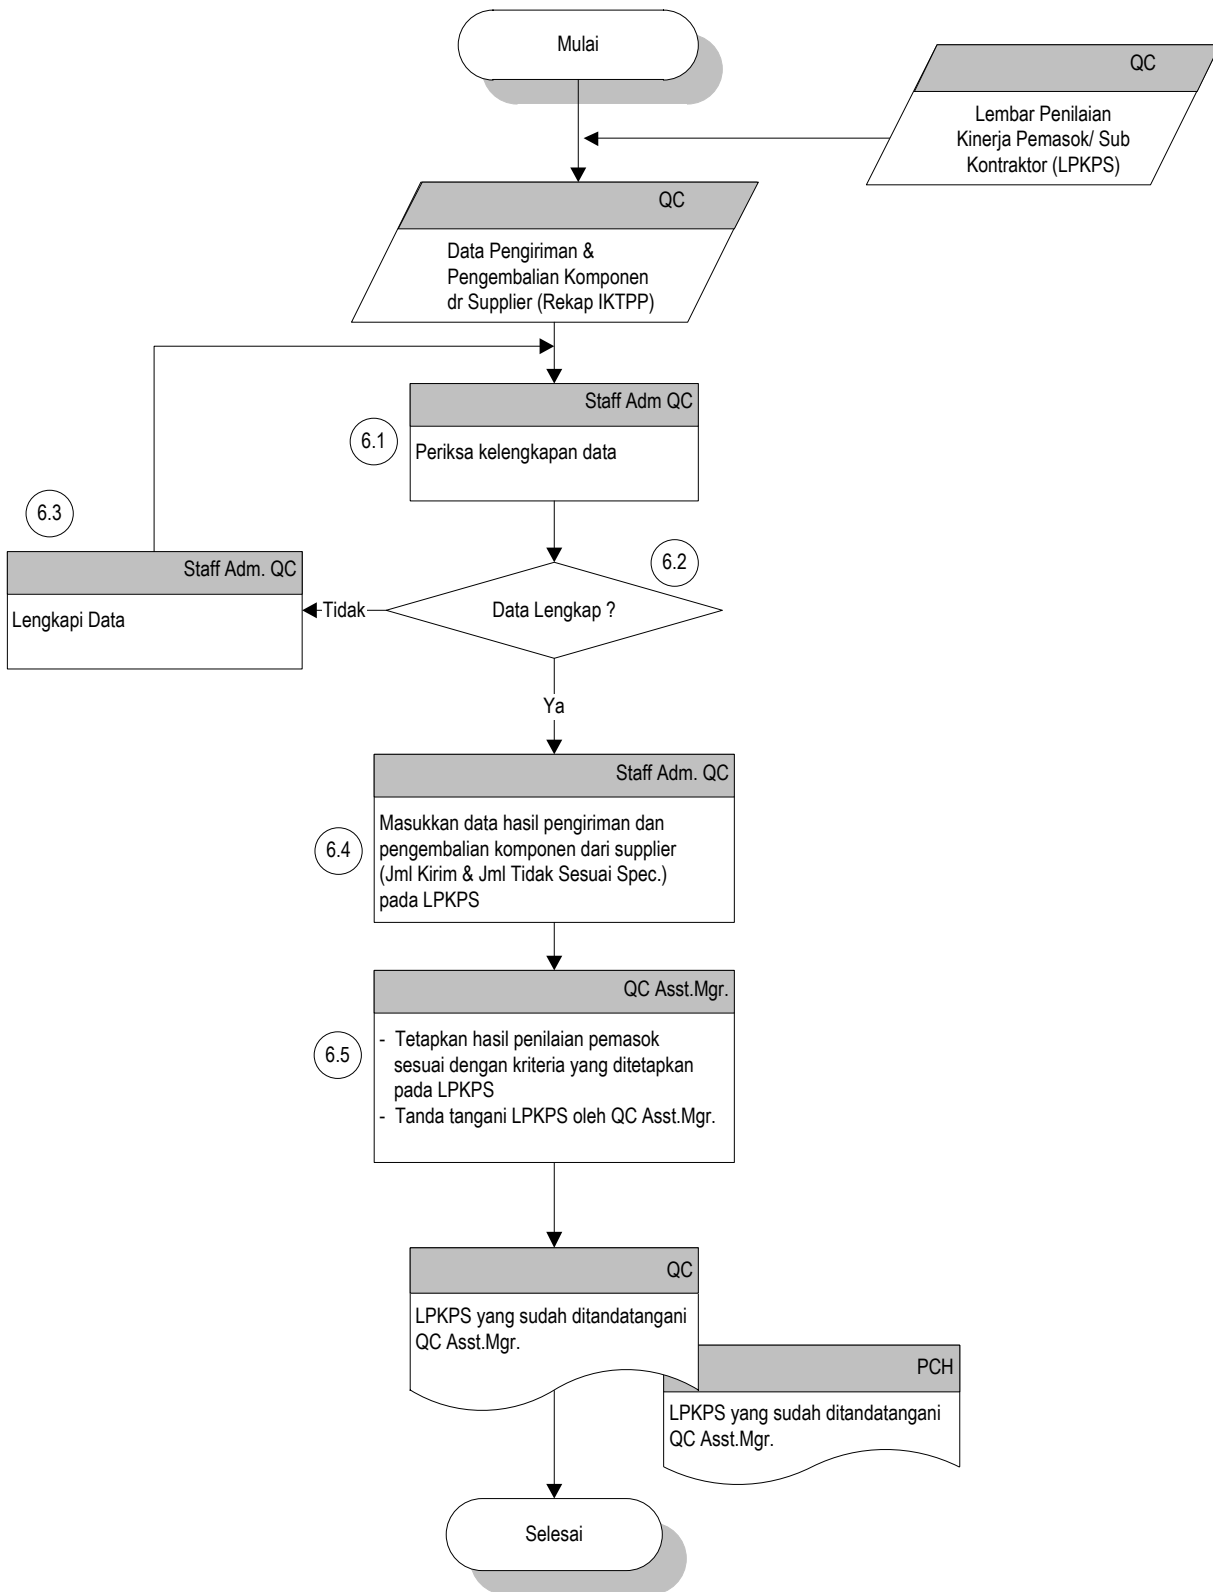 Mulai
QC
Lembar Penilaian
Kinerja Pemasok/ Sub
Kontraktor (LPKPS)
QC
Data Pengiriman &
Pengembalian Komponen
dr Supplier (Rekap IKTPP)
Staff Adm QC
6.1
Periksa kelengkapan data
6.3
Staff Adm. QC
Lengkapi Data
6.2
Tidak
Data Lengkap ?
Ya
Staff Adm. QC
6.4
Masukkan data hasil pengiriman dan
pengembalian komponen dari supplier
(Jml Kirim & Jml Tidak Sesuai Spec.)
pada LPKPS
QC Asst.Mgr.
6.5
- Tetapkan hasil penilaian pemasok
sesuai dengan kriteria yang ditetapkan
pada LPKPS
- Tanda tangani LPKPS oleh QC Asst.Mgr.
QC
LPKPS yang sudah ditandatangani
QC Asst.Mgr.
PCH
LPKPS yang sudah ditandatangani
QC Asst.Mgr.
Selesai